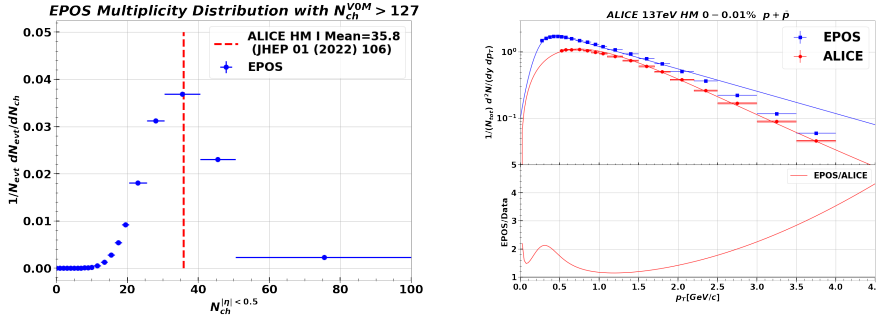 EPOS Multiplicity Distribution with N_ch^V0M > 127
0.05
0.04
0.03
0.02
0.01
0.00
1/N_evt dN_evt/dN_ch
ALICE HM I Mean=35.8
(JHEP 01 (2022) 106)
EPOS
0 20 40 60 80 100
N_ch^|η|<0.5
ALICE 13TeV HM 0 − 0.01% p + p̄
10⁰
10⁻¹
1/(N_evt) d²N/(dy dp_T)
EPOS
ALICE
5
4
3
2
1
EPOS/Data
EPOS/ALICE
0.0 0.5 1.0 1.5 2.0 2.5 3.0 3.5 4.0 4.5
p_T[GeV/c]